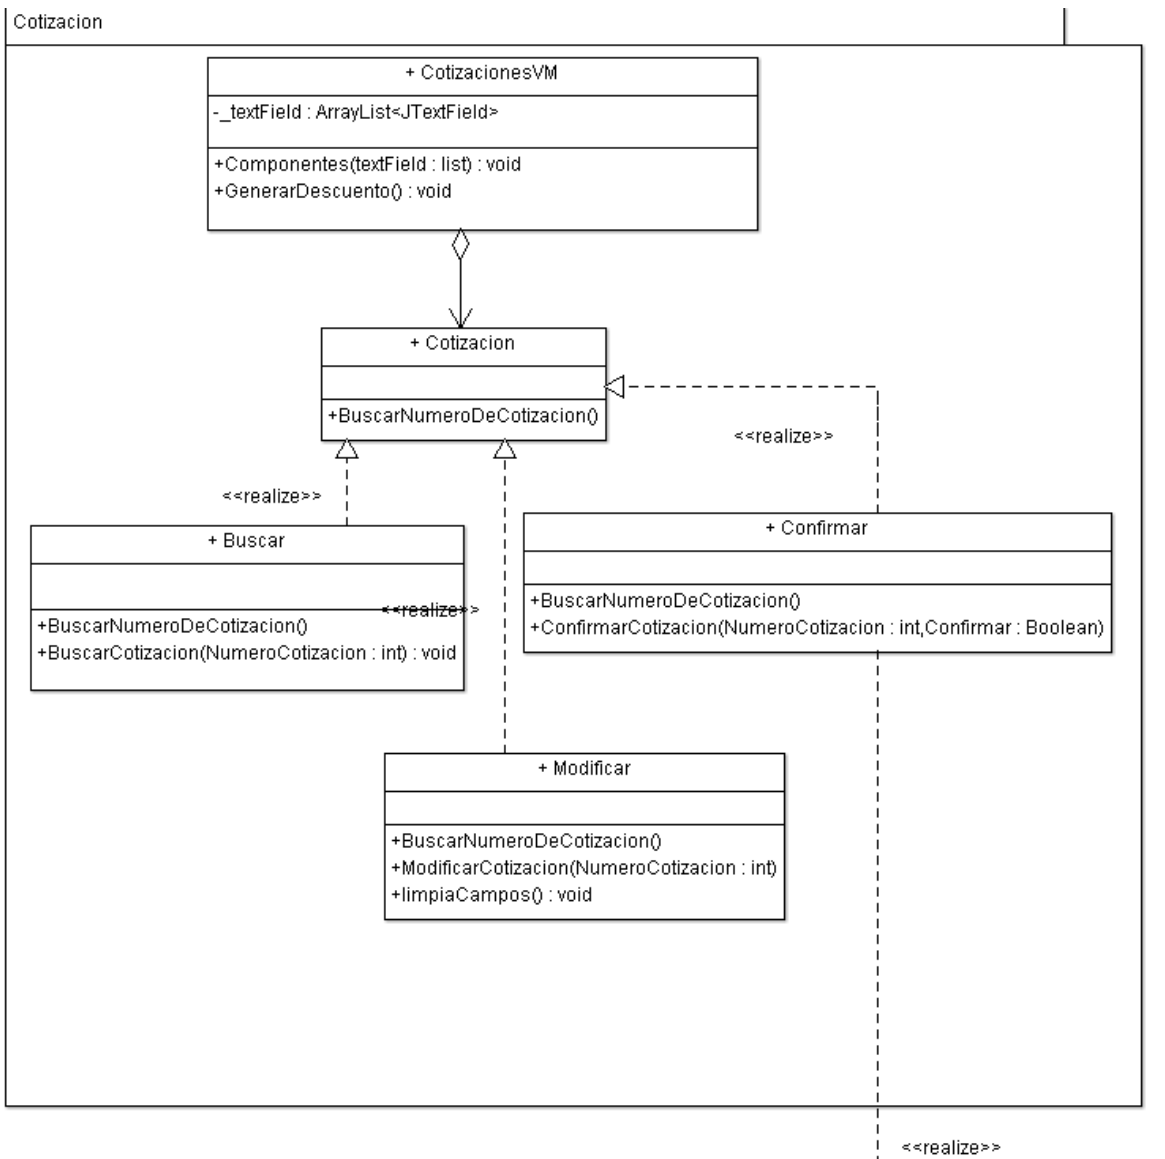 Cotizacion
+ CotizacionesVM
-_textField : ArrayList<JTextField>
+Componentes(textField : list) : void
+GenerarDescuento() : void
+ Cotizacion
+BuscarNumeroDeCotizacion()
<<realize>>
<<realize>>
+ Buscar
+ Confirmar
<<realize>>
+BuscarNumeroDeCotizacion()
+BuscarCotizacion(NumeroCotizacion : int) : void
+BuscarNumeroDeCotizacion()
+ConfirmarCotizacion(NumeroCotizacion : int,Confirmar : Boolean)
+ Modificar
+BuscarNumeroDeCotizacion()
+ModificarCotizacion(NumeroCotizacion : int)
+limpiaCampos() : void
<<realize>>